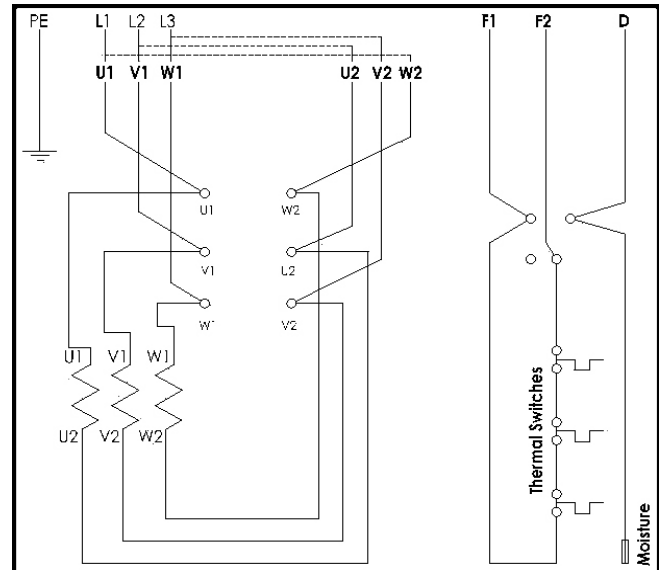 PE L1 L2 L3 F1 F2 D
U1 V1 W1 U2 V2 W2
U1 W2
V1 U2
W1 V2
U1 V1 W1
U2 V2 W2
Thermal Switches
Moisture